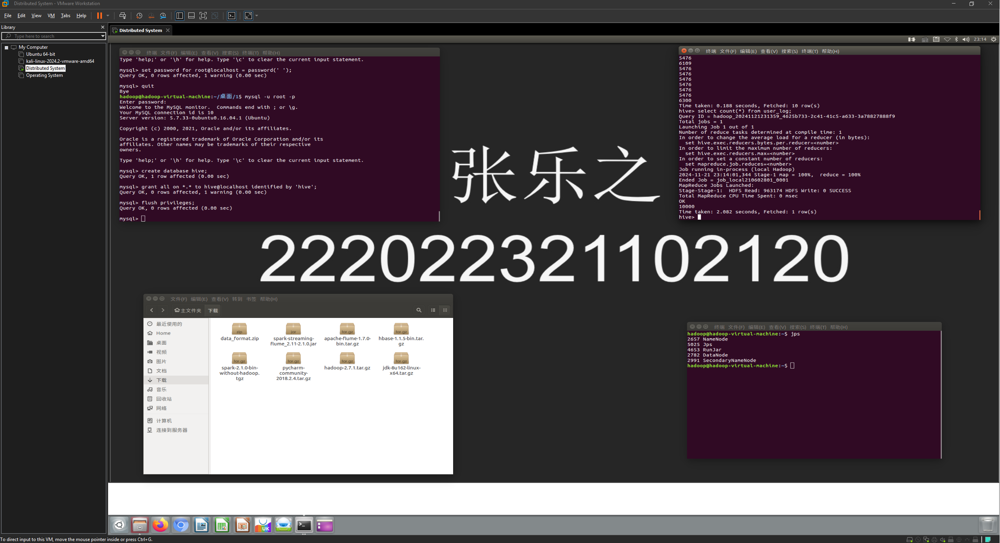 Distributed System - VMware Workstation
File Edit View VM Tabs Help
Library
Type here to search
My Computer
Ubuntu 64-bit
kali-linux-2024.2-vmware-amd64
Distributed System
Operating System
Distributed System
23:14
终端 文件(F) 编辑(E) 查看(V) 搜索(S) 终端(T) 帮助(H)
Type 'help;' or '\h' for help. Type '\c' to clear the current input statement.
mysql> set password for root@localhost = password(' ');
Query OK, 0 rows affected, 1 warning (0.00 sec)
mysql> quit
Bye
hadoop@hadoop-virtual-machine:~/桌面/1$ mysql -u root -p
Enter password:
Welcome to the MySQL monitor.  Commands end with ; or \g.
Your MySQL connection id is 10
Server version: 5.7.33-0ubuntu0.16.04.1 (Ubuntu)
Copyright (c) 2000, 2021, Oracle and/or its affiliates.
Oracle is a registered trademark of Oracle Corporation and/or its
affiliates. Other names may be trademarks of their respective
owners.
Type 'help;' or '\h' for help. Type '\c' to clear the current input statement.
mysql> create database hive;
Query OK, 1 row affected (0.00 sec)
mysql> grant all on *.* to hive@localhost identified by 'hive';
Query OK, 0 rows affected, 1 warning (0.00 sec)
mysql> flush privileges;
Query OK, 0 rows affected (0.00 sec)
mysql>
终端 文件(F) 编辑(E) 查看(V) 搜索(S) 终端(T) 帮助(H)
5476
6109
5476
5476
5476
5476
5476
5476
6300
Time taken: 0.188 seconds, Fetched: 10 row(s)
hive> select count(*) from user_log;
Query ID = hadoop_20241121231359_4625b733-2c41-41c5-a633-3a78827888f9
Total jobs = 1
Launching Job 1 out of 1
Number of reduce tasks determined at compile time: 1
In order to change the average load for a reducer (in bytes):
  set hive.exec.reducers.bytes.per.reducer=<number>
In order to limit the maximum number of reducers:
  set hive.exec.reducers.max=<number>
In order to set a constant number of reducers:
  set mapreduce.job.reduces=<number>
Job running in-process (local Hadoop)
2024-11-21 23:14:01,344 Stage-1 map = 100%,  reduce = 100%
Ended Job = job_local210602801_0001
MapReduce Jobs Launched:
Stage-Stage-1:  HDFS Read: 963174 HDFS Write: 0 SUCCESS
Total MapReduce CPU Time Spent: 0 msec
OK
10000
Time taken: 2.082 seconds, Fetched: 1 row(s)
hive>
张乐之
222022321102120
文件(F) 编辑(E) 查看(V) 转到 书签 帮助(H)
主文件夹 下载
最近使用的
Home
桌面
视频
图片
文档
下载
音乐
回收站
网络
计算机
连接到服务器
zip
data_format.zip
jar
spark-streaming-
flume_2.11-2.1.0.jar
tar.gz
apache-flume-1.7.0-
bin.tar.gz
tar.gz
hbase-1.1.5-bin.tar.
gz
tar.gz
spark-2.1.0-bin-
without-hadoop.
tgz
tar.gz
pycharm-
community-
2018.2.4.tar.gz
tar.gz
hadoop-2.7.1.tar.gz
tar.gz
jdk-8u162-linux-
x64.tar.gz
终端 文件(F) 编辑(E) 查看(V) 搜索(S) 终端(T) 帮助(H)
hadoop@hadoop-virtual-machine:~$ jps
2657 NameNode
5025 Jps
4653 RunJar
2782 DataNode
2991 SecondaryNameNode
hadoop@hadoop-virtual-machine:~$
UK
To direct input to this VM, move the mouse pointer inside or press Ctrl+G.